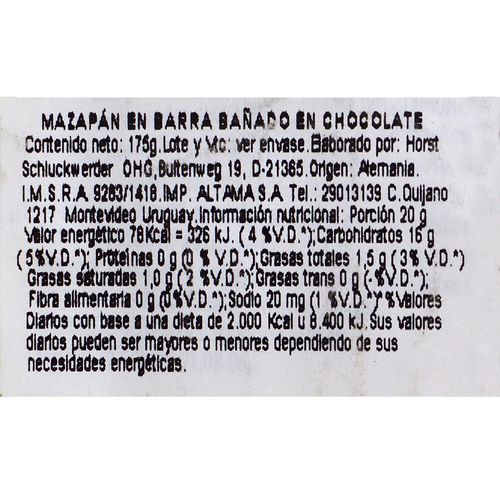 MAZAPÁN EN BARRA BAÑADO EN CHOCOLATE
Contenido neto: 175g.Lote y Vto: ver envase.Elaborado por: Horst
Schluckwerder OHG,Bultenweg 19, D-21365.Origen: Alemania.
I.M.S.R.A 9263/1418.IMP. ALTAMA S.A Tel.: 29013139 C.Quijano
1217 Montevideo Uruguay.Información nutricional: Porción 20 g
Valor energético 78Kcal = 326 kJ. ( 4 %V.D.*);Carbohidratos 16 g
( 5%V.D.*); Proteínas 0 g (0 % V.D.*);Grasas totales 1,5 g (3% V.D.*)
Grasas saturadas 1,0 g ( 2 %V.D.*);Grasas trans 0 g (-%V.D.*);
Fibra alimentaria 0 g (0%V.D.*);Sodio 20 mg (1 %V.D.*)* %Valores
Diarios con base a una dieta de 2.000 Kcal u 8.400 kJ.Sus valores
diarios pueden ser mayores o menores dependiendo de sus
necesidades energéticas.